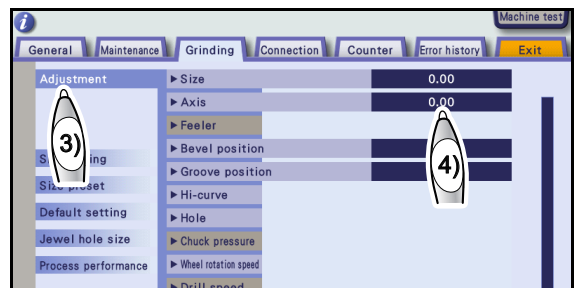 i
Machine test
General Maintenance Grinding Connection Counter Error history Exit
Adjustment ▶ Size 0.00
▶ Axis 0.00
▶ Feeler
3)
▶ Bevel position
4)
▶ Groove position
Size preset
▶ Hi-curve
Default setting
▶ Hole
Jewel hole size ▶ Chuck pressure
Process performance ▶ Wheel rotation speed
▶ Drill speed